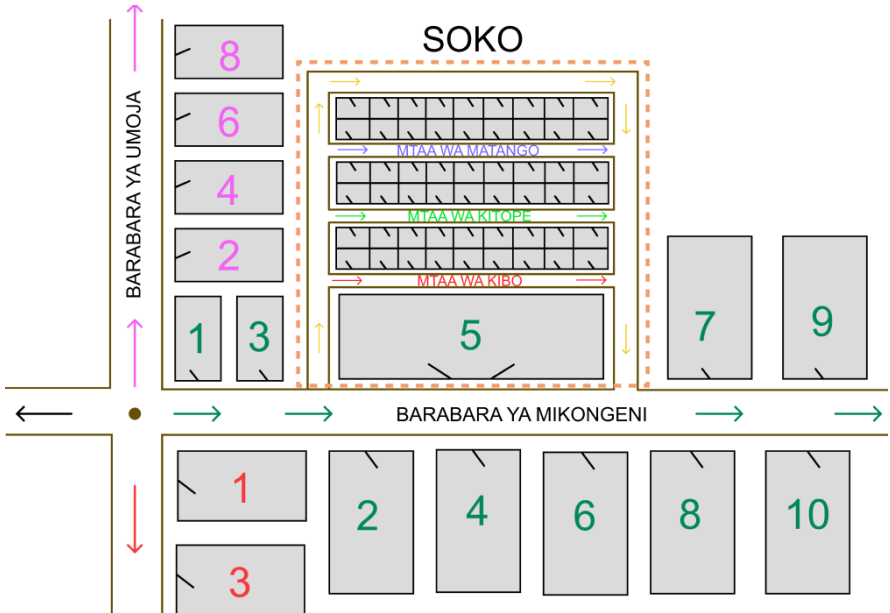 SOKO
8
6
4
2
1 3
BARABARA YA UMOJA
MTAA WA MATANGO
MTAA WA KITOPE
MTAA WA KIBO
5
7 9
BARABARA YA MIKONGENI
1
3
2 4 6 8 10